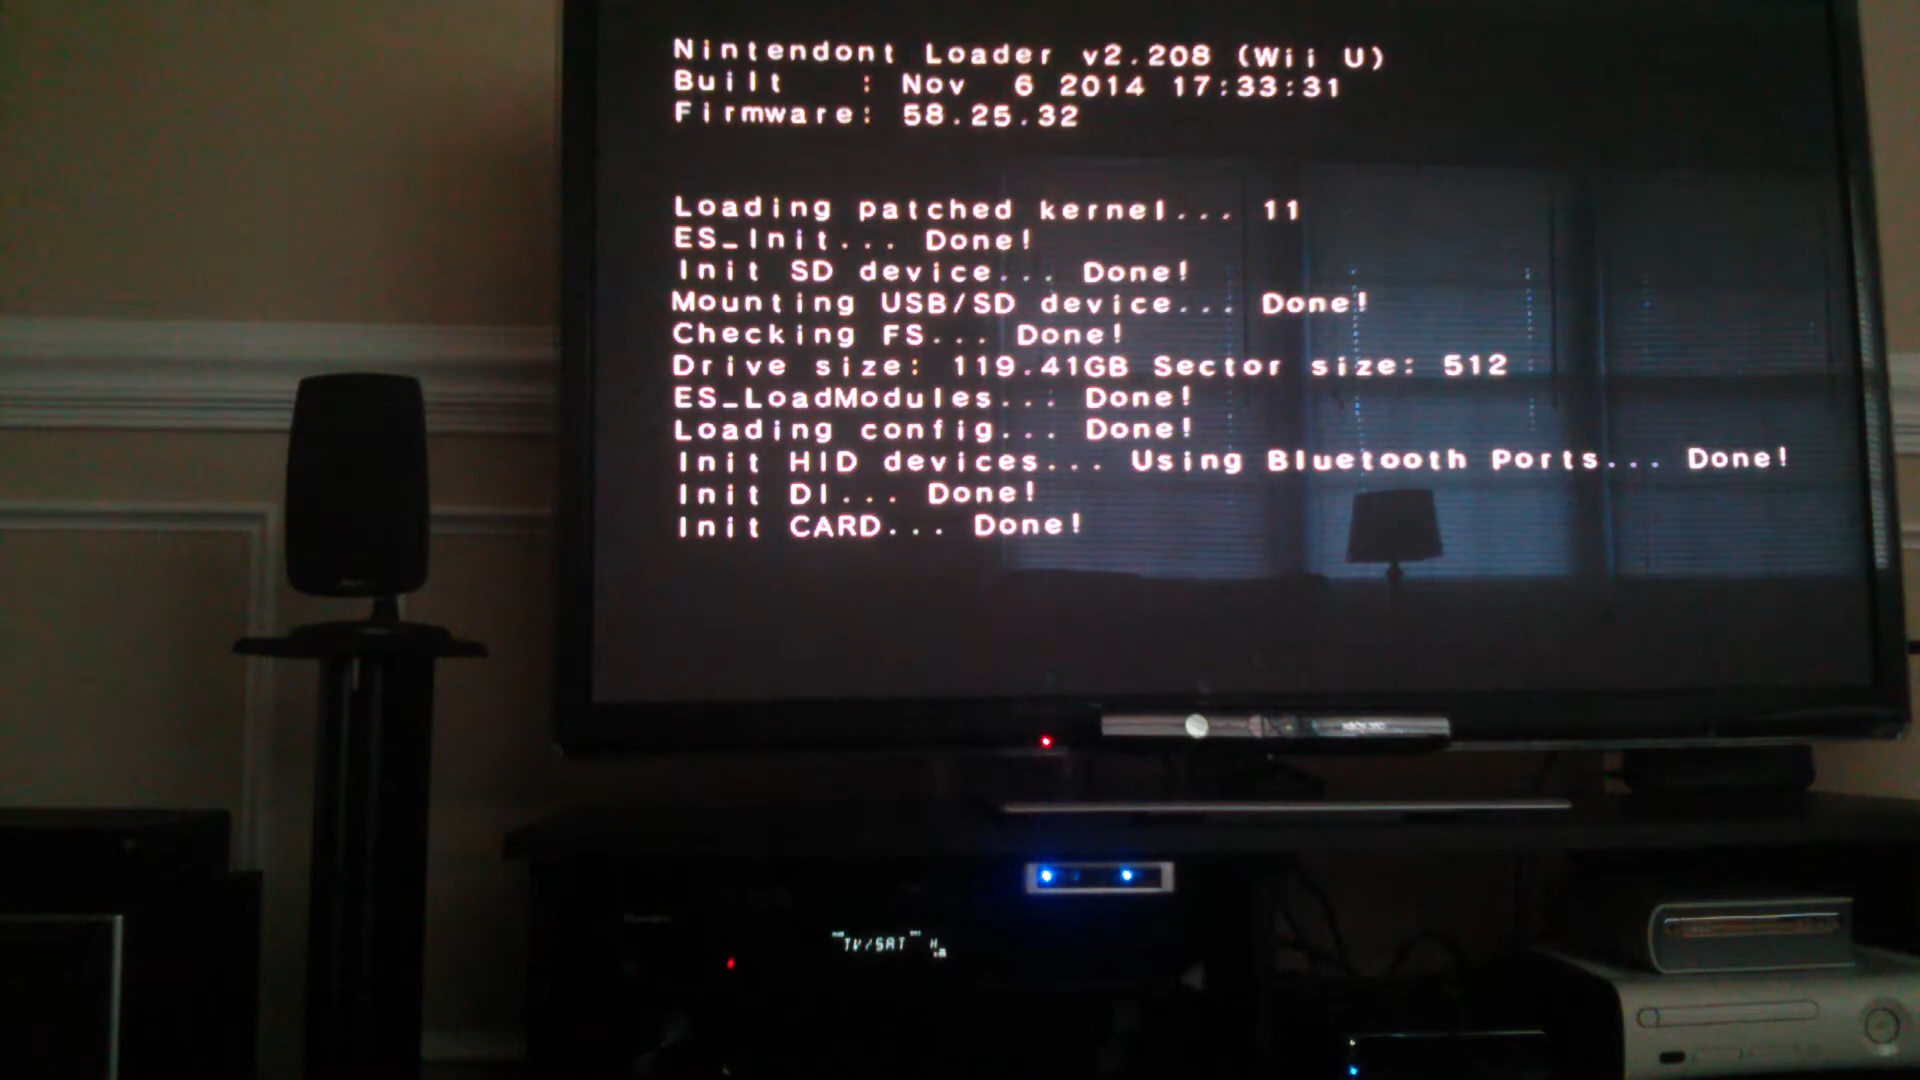 Nintendont Loader v2.208 (Wii U)
Built   : Nov  6 2014 17:33:31
Firmware: 58.25.32
Loading patched kernel... 11
ES_Init... Done!
Init SD device... Done!
Mounting USB/SD device... Done!
Checking FS... Done!
Drive size: 119.41GB Sector size: 512
ES_LoadModules... Done!
Loading config... Done!
Init HID devices... Using Bluetooth Ports... Done!
Init DI... Done!
Init CARD... Done!
XBOX 360
TV/SAT